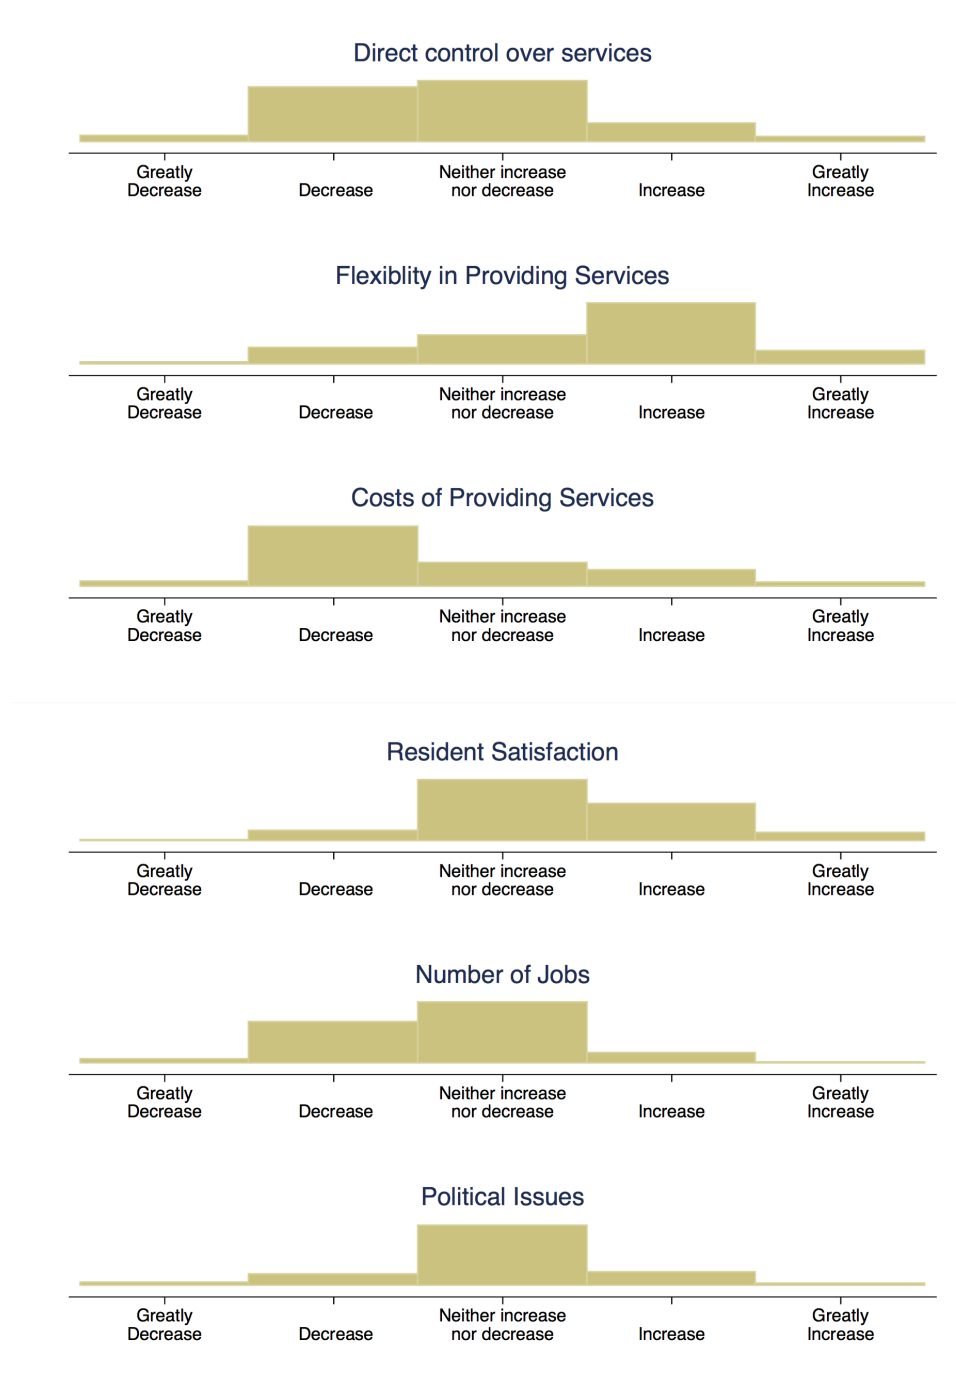 Direct control over services
Greatly Neither increase Greatly
Decrease Decrease nor decrease Increase Increase
Flexiblity in Providing Services
Greatly Neither increase Greatly
Decrease Decrease nor decrease Increase Increase
Costs of Providing Services
Greatly Neither increase Greatly
Decrease Decrease nor decrease Increase Increase
Resident Satisfaction
Greatly Neither increase Greatly
Decrease Decrease nor decrease Increase Increase
Number of Jobs
Greatly Neither increase Greatly
Decrease Decrease nor decrease Increase Increase
Political Issues
Greatly Neither increase Greatly
Decrease Decrease nor decrease Increase Increase